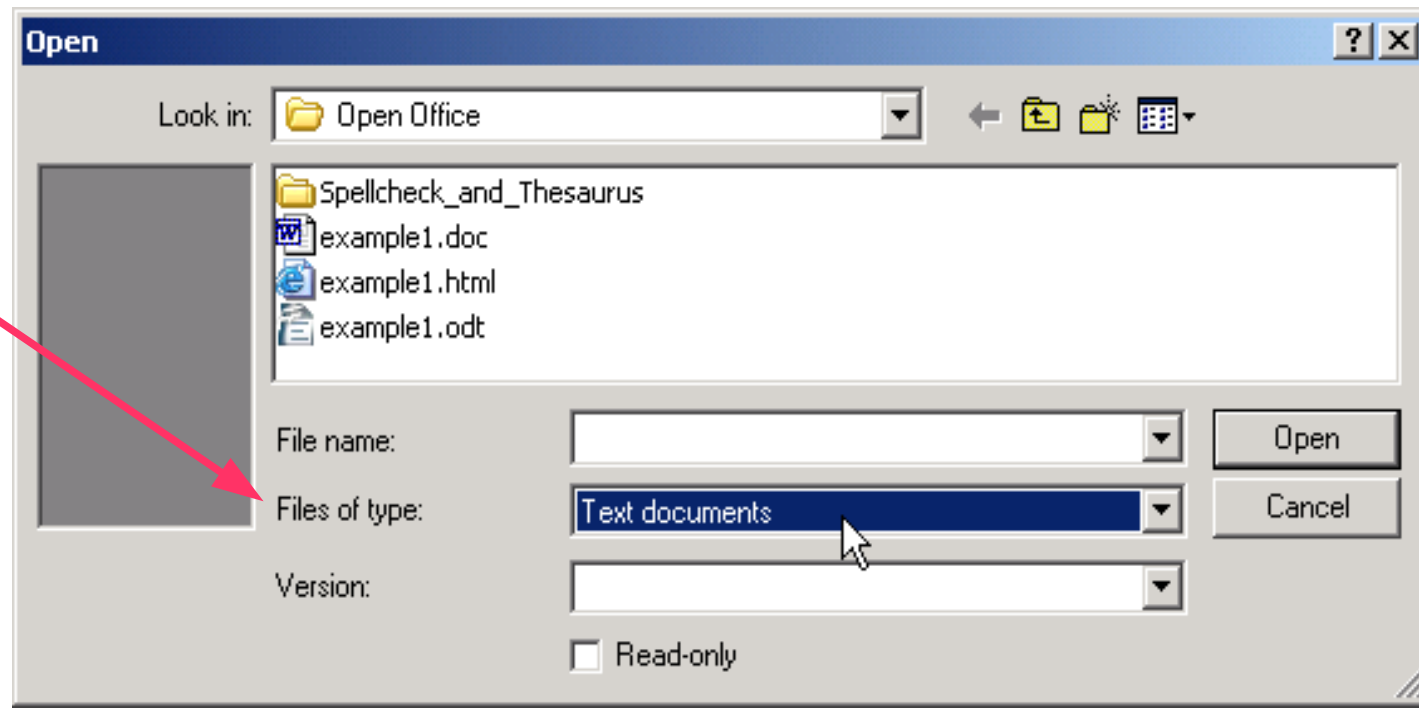 Open
Look in: Open Office
Spellcheck_and_Thesaurus
example1.doc
example1.html
example1.odt
File name: Open
Files of type: Text documents Cancel
Version:
Read-only